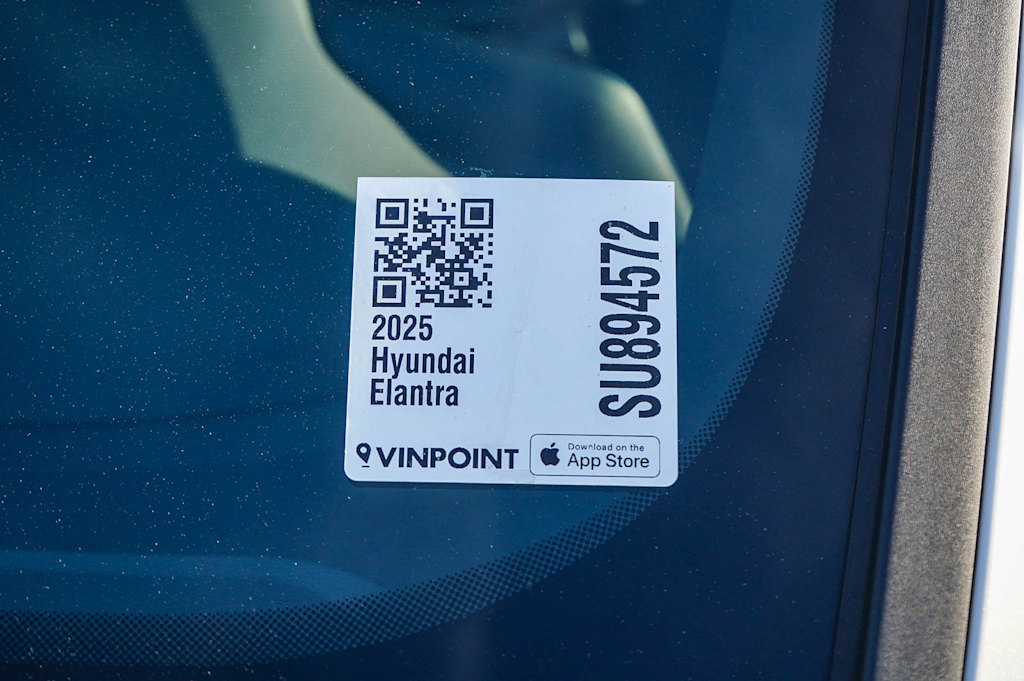 2025
Hyundai
Elantra
SU894572
VINPOINT
Download on the
App Store